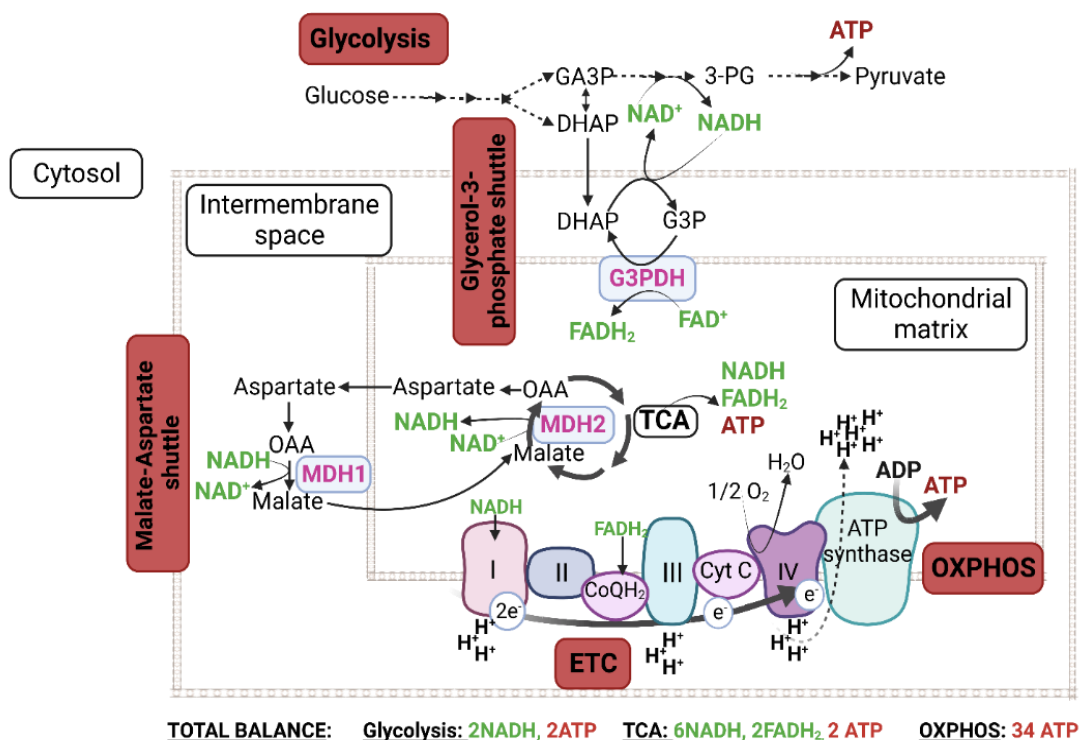 Glycolysis
ATP
Glucose
GA3P
3-PG
Pyruvate
NAD+
NADH
DHAP
Cytosol
Intermembrane
space
Glycerol-3-
phosphate shuttle
DHAP
G3P
G3PDH
FADH₂
FAD+
Mitochondrial
matrix
Malate-Aspartate
shuttle
Aspartate
Aspartate
OAA
NADH
NAD+
MDH2
Malate
TCA
NADH
FADH₂
ATP
OAA
NADH
NAD+
MDH1
Malate
NADH
FADH₂
1/2 O₂
H₂O
H+ H+ H+ H+ H+
ADP
ATP
I
II
CoQH₂
III
Cyt C
IV
ATP
synthase
OXPHOS
2e-
e-
e-
H+ H+ H+
H+ H+ H+
H+ H+ H+
ETC
TOTAL BALANCE: Glycolysis: 2NADH, 2ATP TCA: 6NADH, 2FADH₂, 2 ATP OXPHOS: 34 ATP